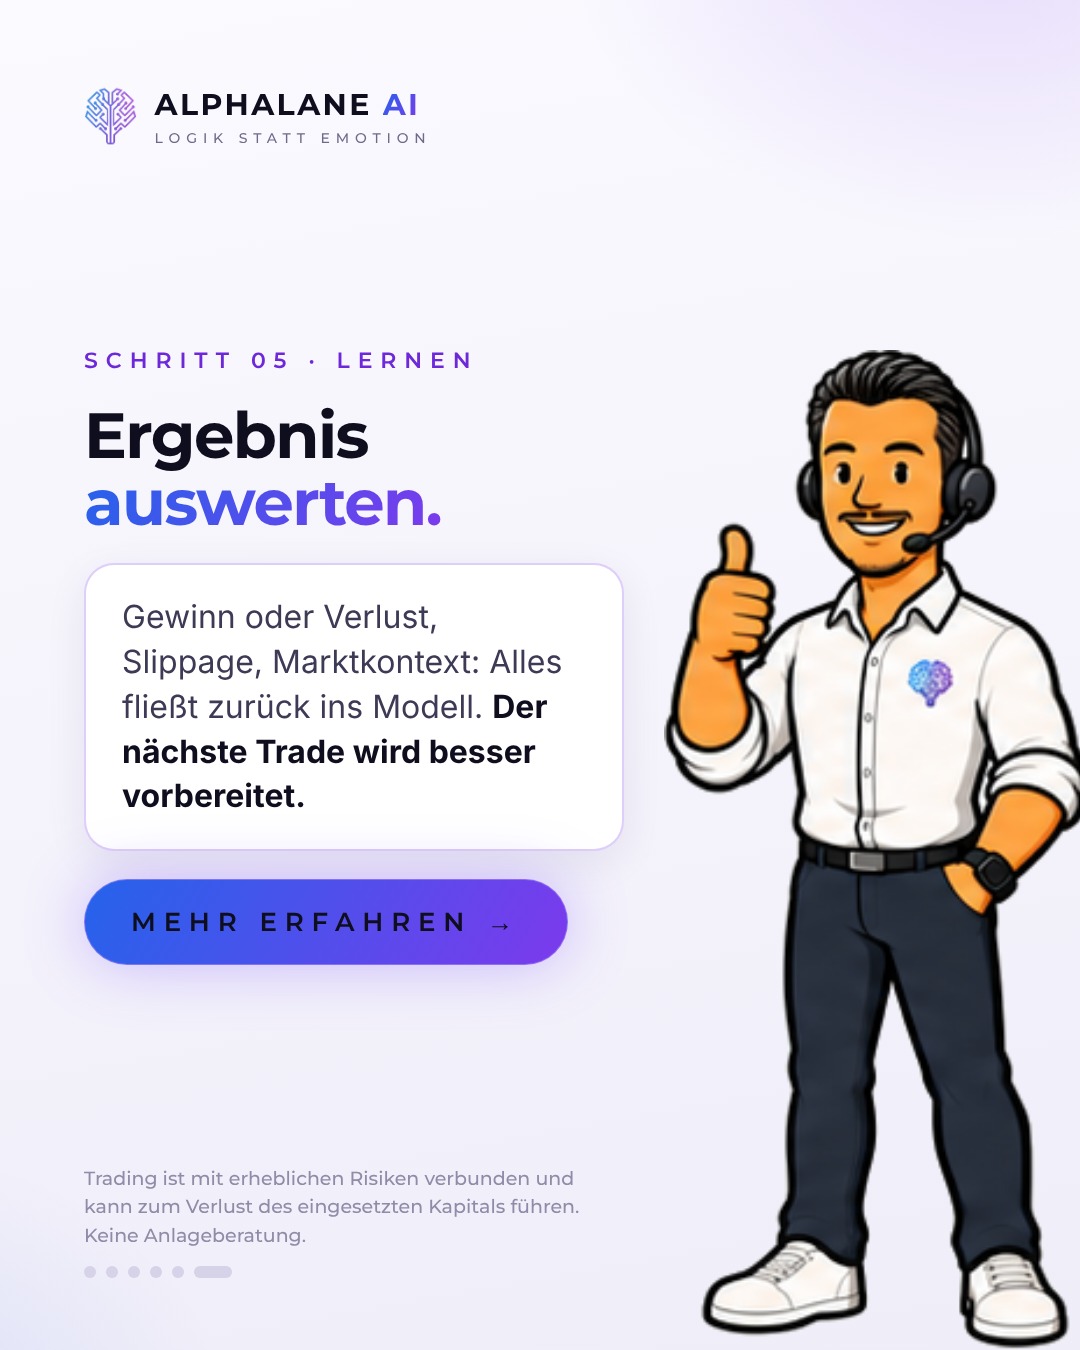 ALPHALANE AI
LOGIK STATT EMOTION
SCHRITT 05 · LERNEN
Ergebnis
auswerten.
Gewinn oder Verlust,
Slippage, Marktkontext: Alles
fließt zurück ins Modell. Der
nächste Trade wird besser
vorbereitet.
MEHR ERFAHREN →
Trading ist mit erheblichen Risiken verbunden und
kann zum Verlust des eingesetzten Kapitals führen.
Keine Anlageberatung.